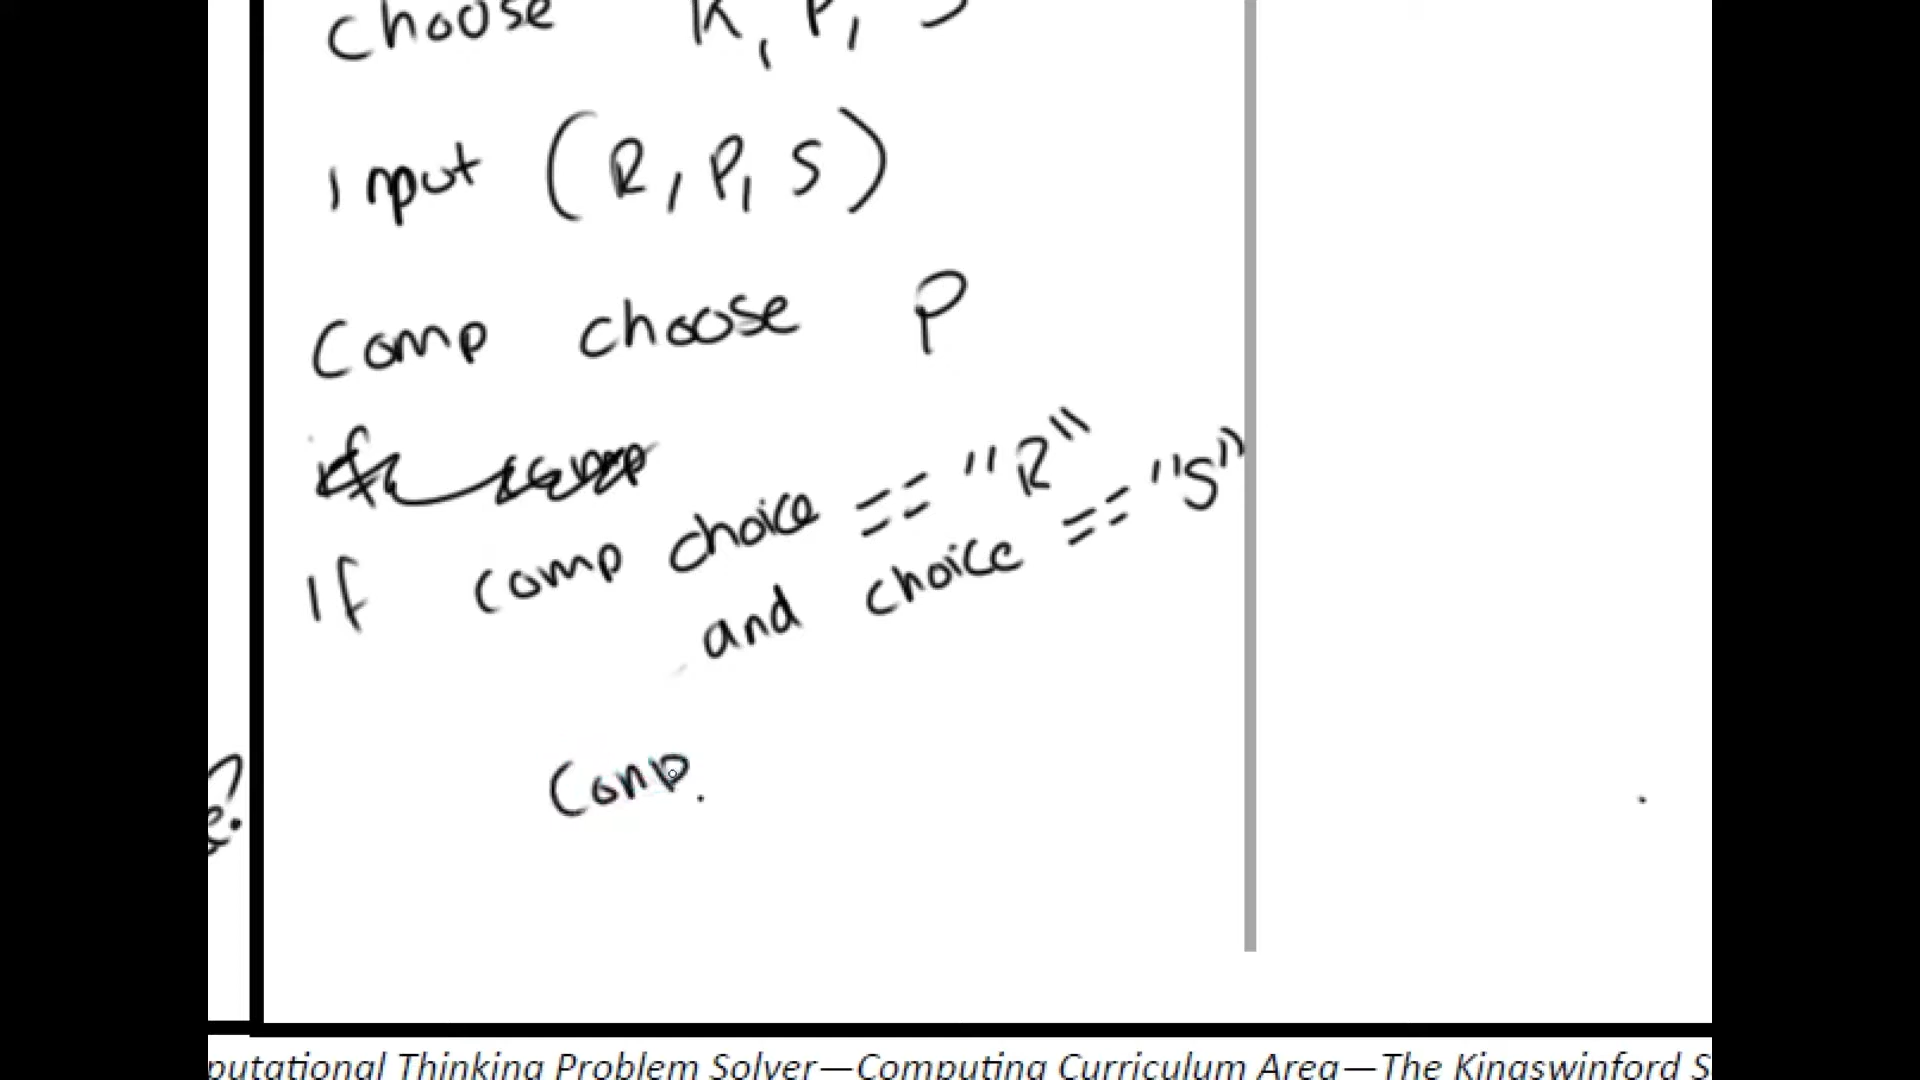 choose R, P, S
input (R, P, S)
Comp choose P
If comp choice == "R"
and choice == "S"
Comp.
e?
putational Thinking Problem Solver—Computing Curriculum Area—The Kingswinford S